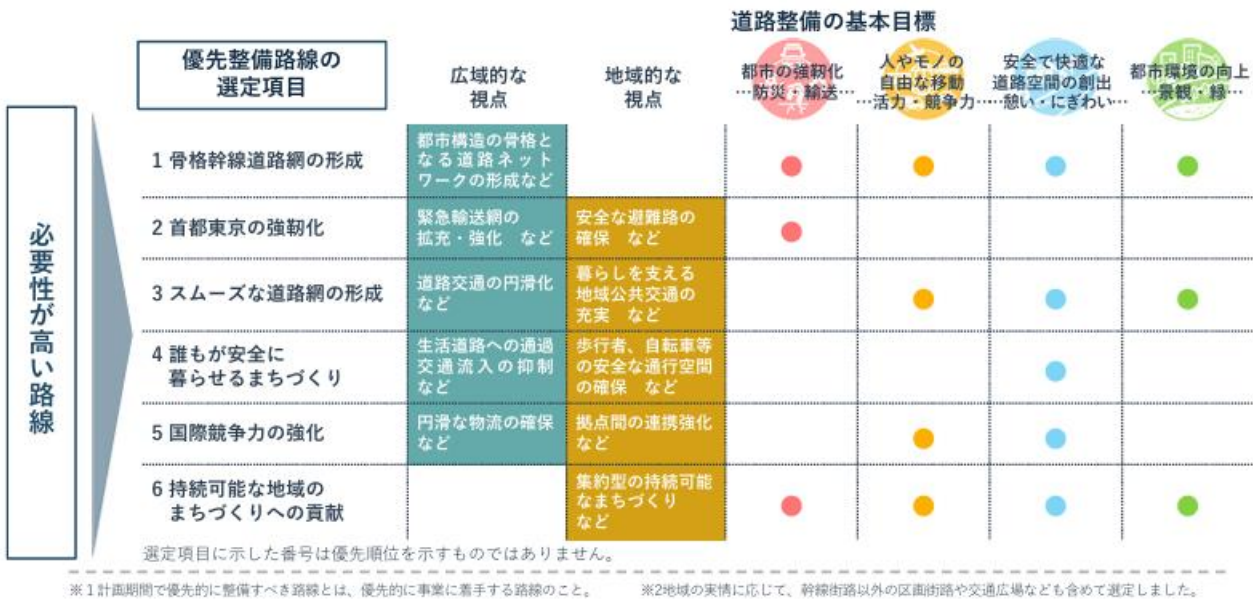 道路整備の基本目標
優先整備路線の
選定項目
広域的な
視点
地域的な
視点
都市の強靭化
…防災・輸送…
人やモノの
自由な移動
…活力・競争力…
安全で快適な
道路空間の創出
…憩い・にぎわい…
都市環境の向上
…景観・緑…
必要性が高い路線
1 骨格幹線道路網の形成
都市構造の骨格と
なる道路ネット
ワークの形成など
2 首都東京の強靭化
緊急輸送網の
拡充・強化 など
安全な避難路の
確保 など
3 スムーズな道路網の形成
道路交通の円滑化
など
暮らしを支える
地域公共交通の
充実 など
4 誰もが安全に
暮らせるまちづくり
生活道路への通過
交通流入の抑制
など
歩行者、自転車等
の安全な通行空間
の確保 など
5 国際競争力の強化
円滑な物流の確保
など
拠点間の連携強化
など
6 持続可能な地域の
まちづくりへの貢献
集約型の持続可能
なまちづくり
など
選定項目に示した番号は優先順位を示すものではありません。
※1計画期間で優先的に整備すべき路線とは、優先的に事業に着手する路線のこと。
※2地域の実情に応じて、幹線街路以外の区画街路や交通広場なども含めて選定しました。